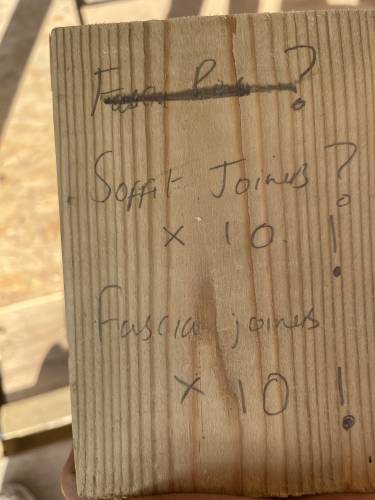 ?
Soffit Joiners?
x 10 !
fascia joiners
x 10 !